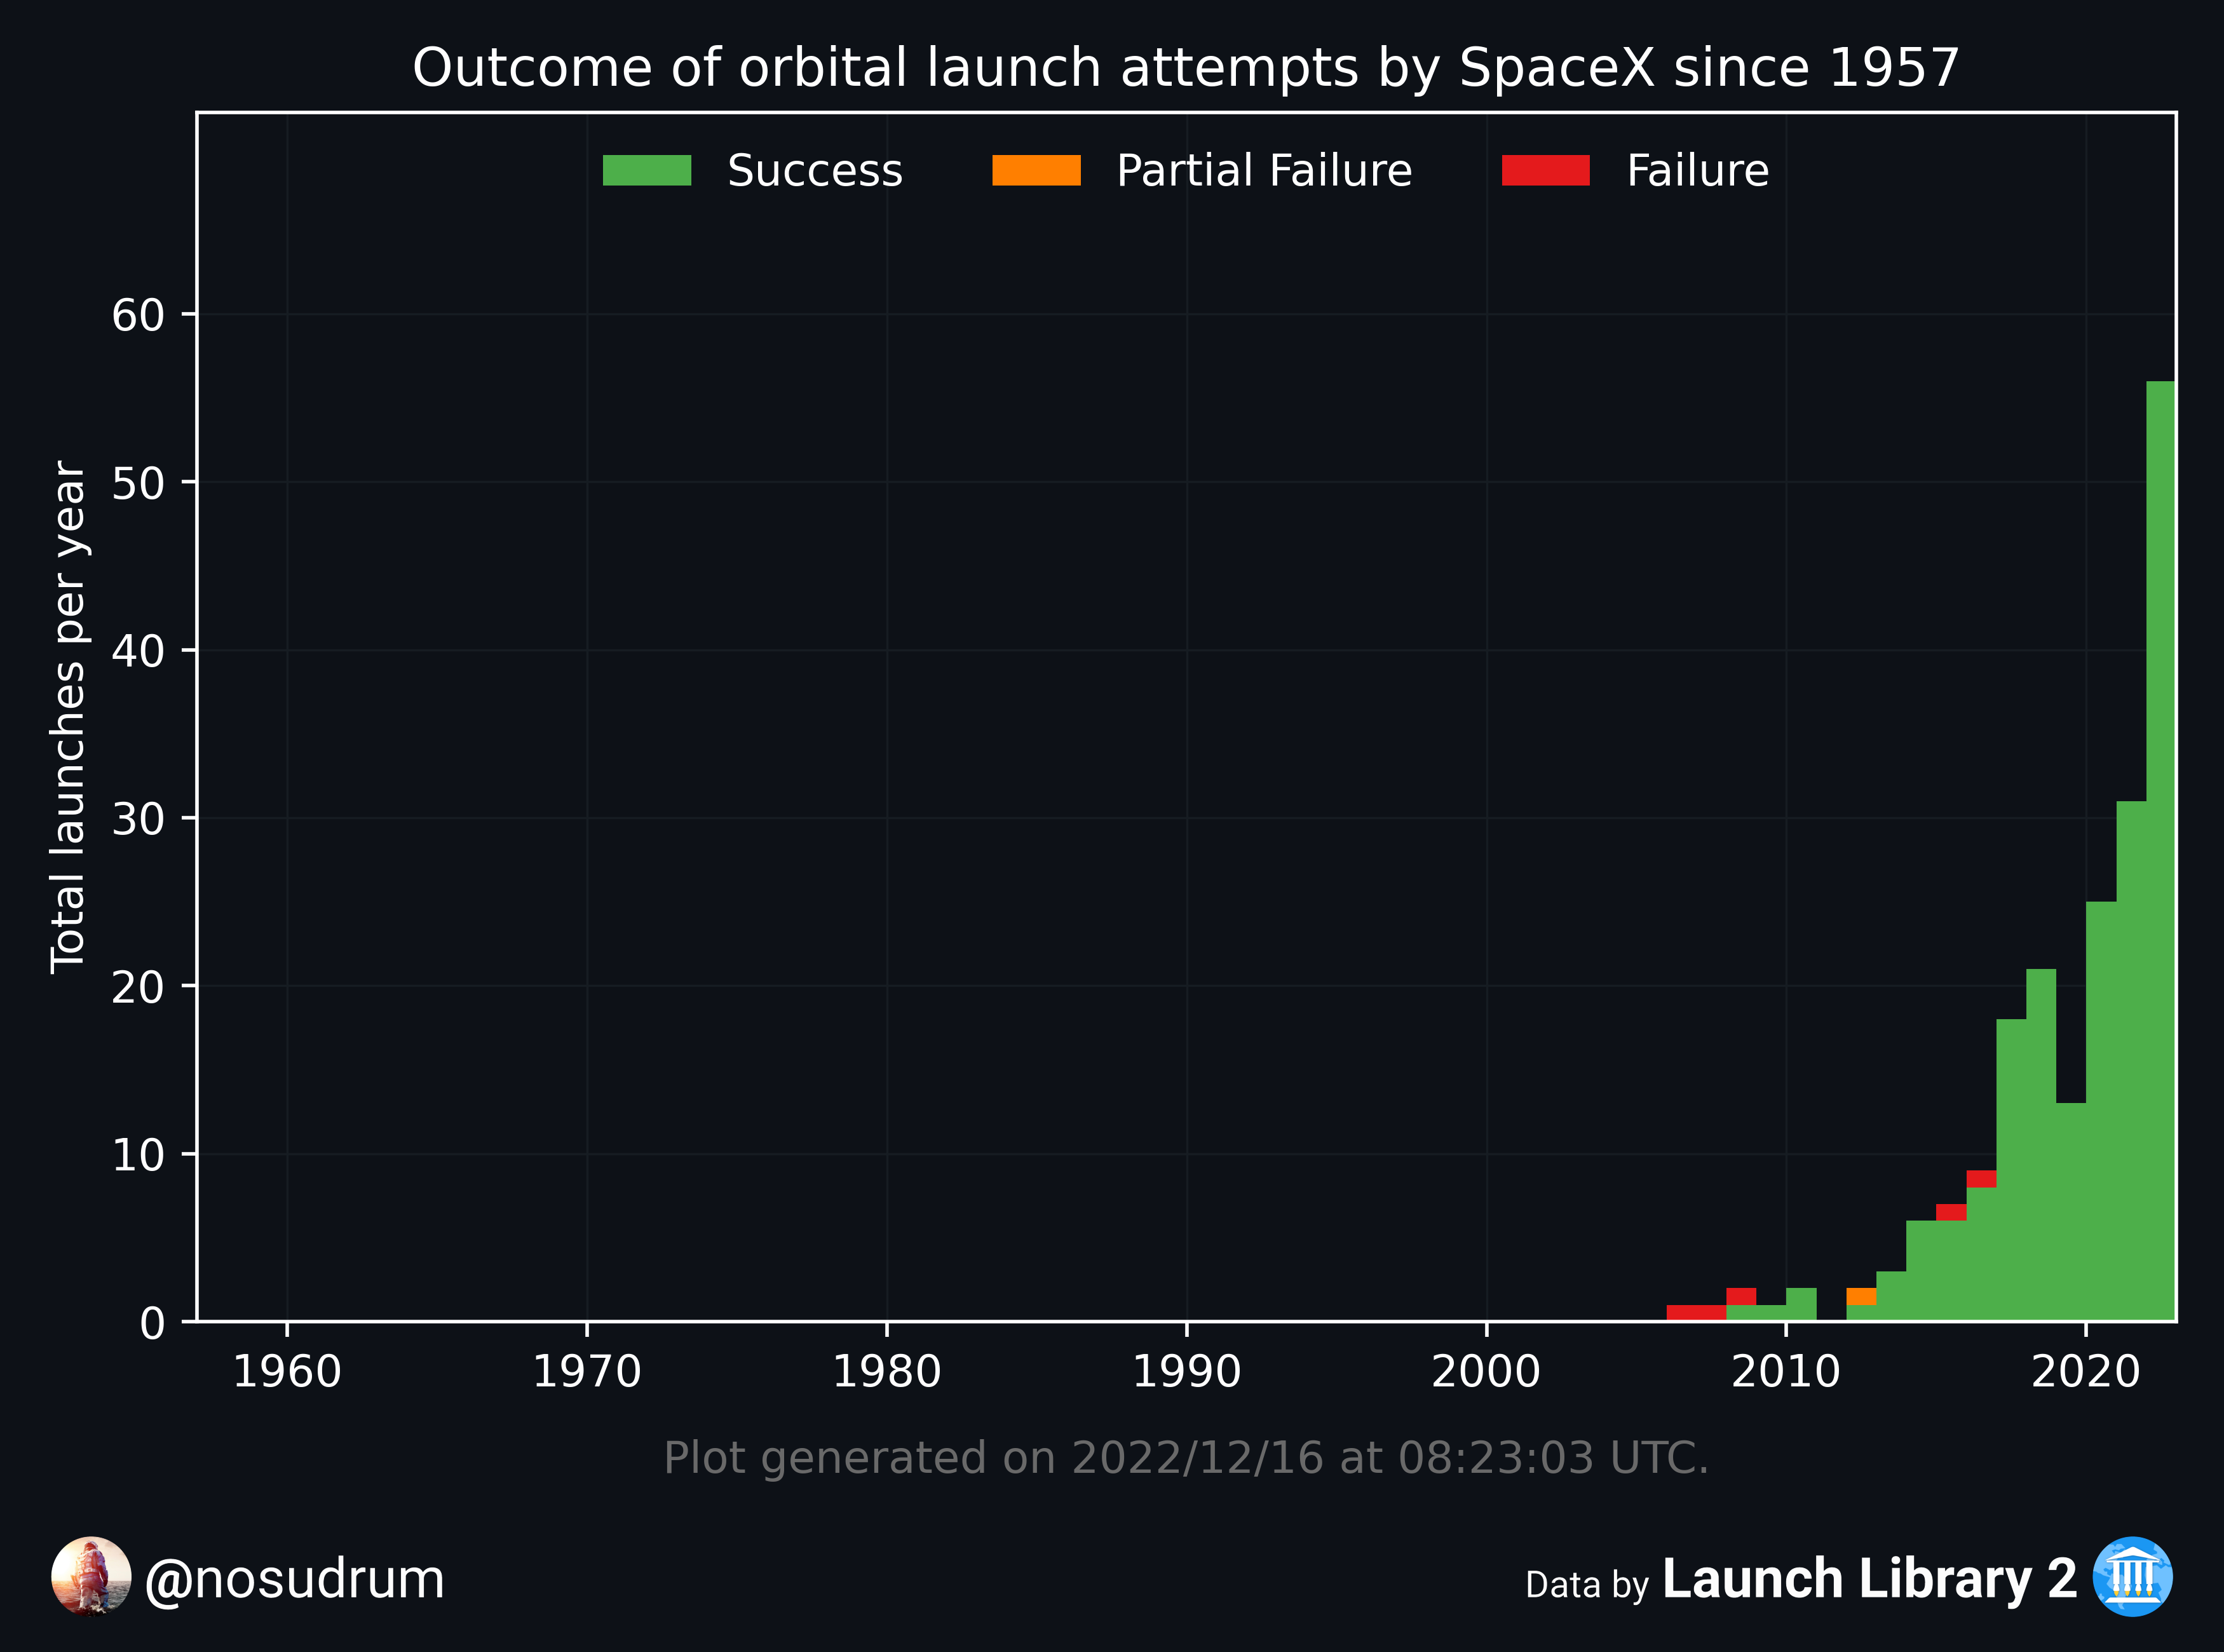 Outcome of orbital launch attempts by SpaceX since 1957
Success Partial Failure Failure
Total launches per year
60
50
40
30
20
10
0
1960 1970 1980 1990 2000 2010 2020
Plot generated on 2022/12/16 at 08:23:03 UTC.
@nosudrum
Data by Launch Library 2